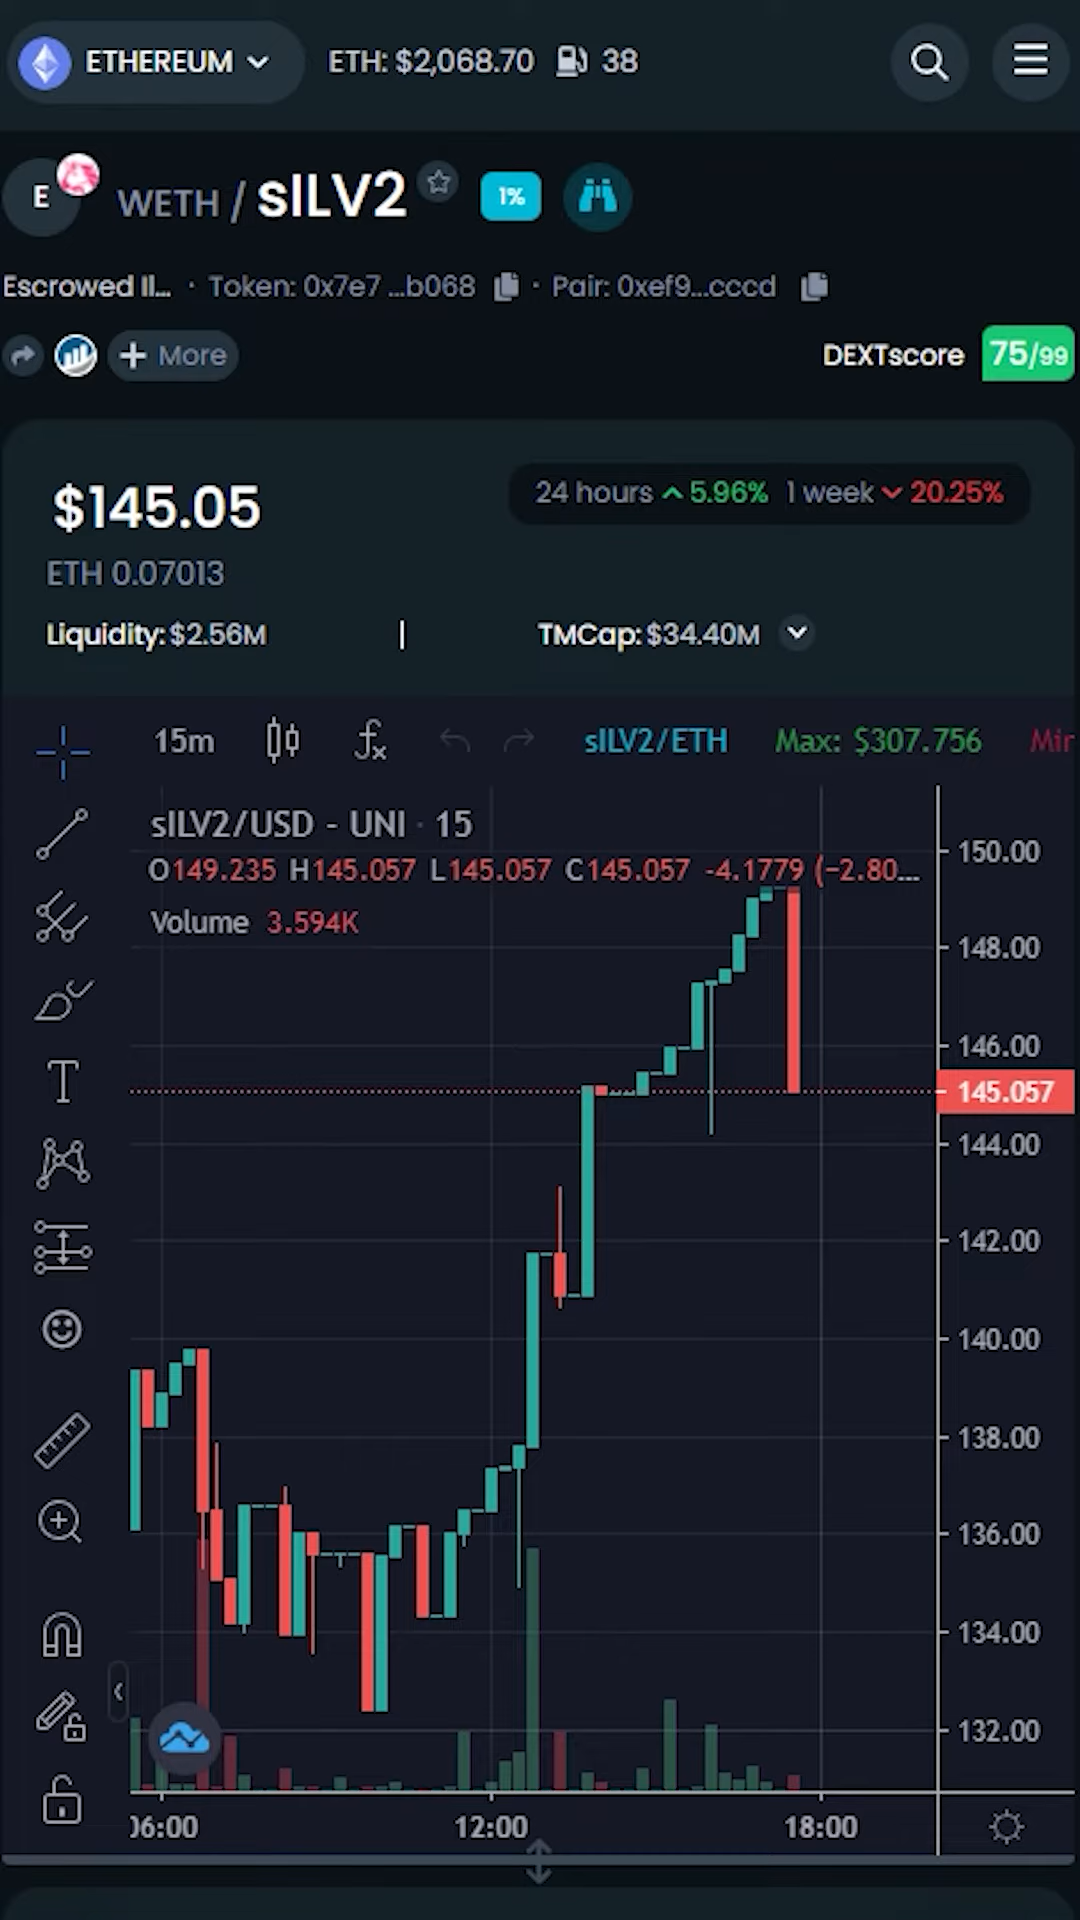 ETHEREUM ETH: $2,068.70 38
E WETH / sILV2 1%
Escrowed Il... · Token: 0x7e7 ...b068 · Pair: 0xef9...cccd
+ More DEXTscore 75/99
$145.05 24 hours 5.96% 1 week 20.25%
ETH 0.07013
Liquidity: $2.56M | TMCap: $34.40M
15m fx sILV2/ETH Max: $307.756 Mir
sILV2/USD - UNI · 15
O149.235 H145.057 L145.057 C145.057 -4.1779 (−2.80...
Volume 3.594K
150.00
148.00
146.00
145.057
144.00
142.00
140.00
138.00
136.00
134.00
132.00
06:00 12:00 18:00